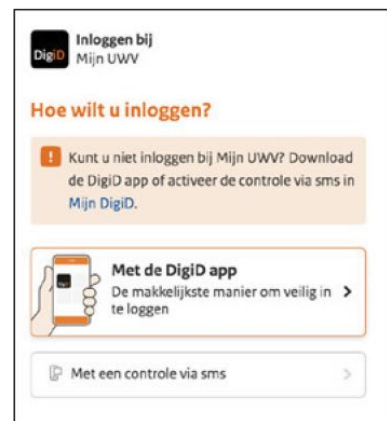 DigiD
Inloggen bij
Mijn UWV
Hoe wilt u inloggen?
! Kunt u niet inloggen bij Mijn UWV? Download
de DigiD app of activeer de controle via sms in
Mijn DigiD.
Met de DigiD app
De makkelijkste manier om veilig in
te loggen
Met een controle via sms